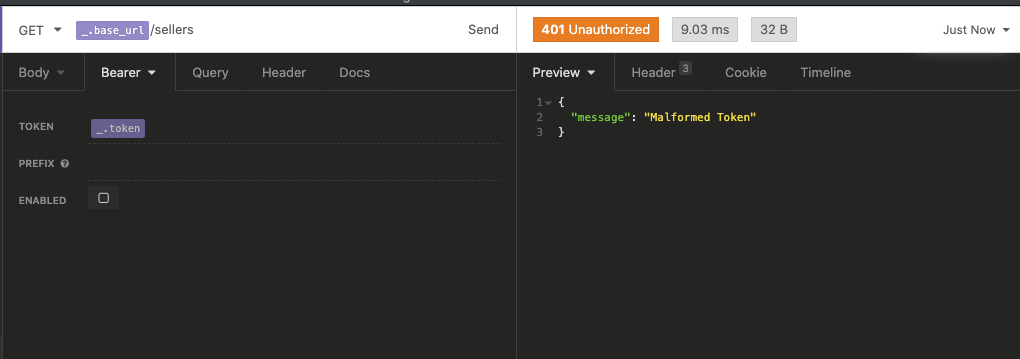 GET _.base_url/sellers Send 401 Unauthorized 9.03 ms 32 B Just Now
Body Bearer Query Header Docs Preview Header 3 Cookie Timeline
TOKEN _.token
PREFIX
ENABLED
1 {
2 "message": "Malformed Token"
3 }